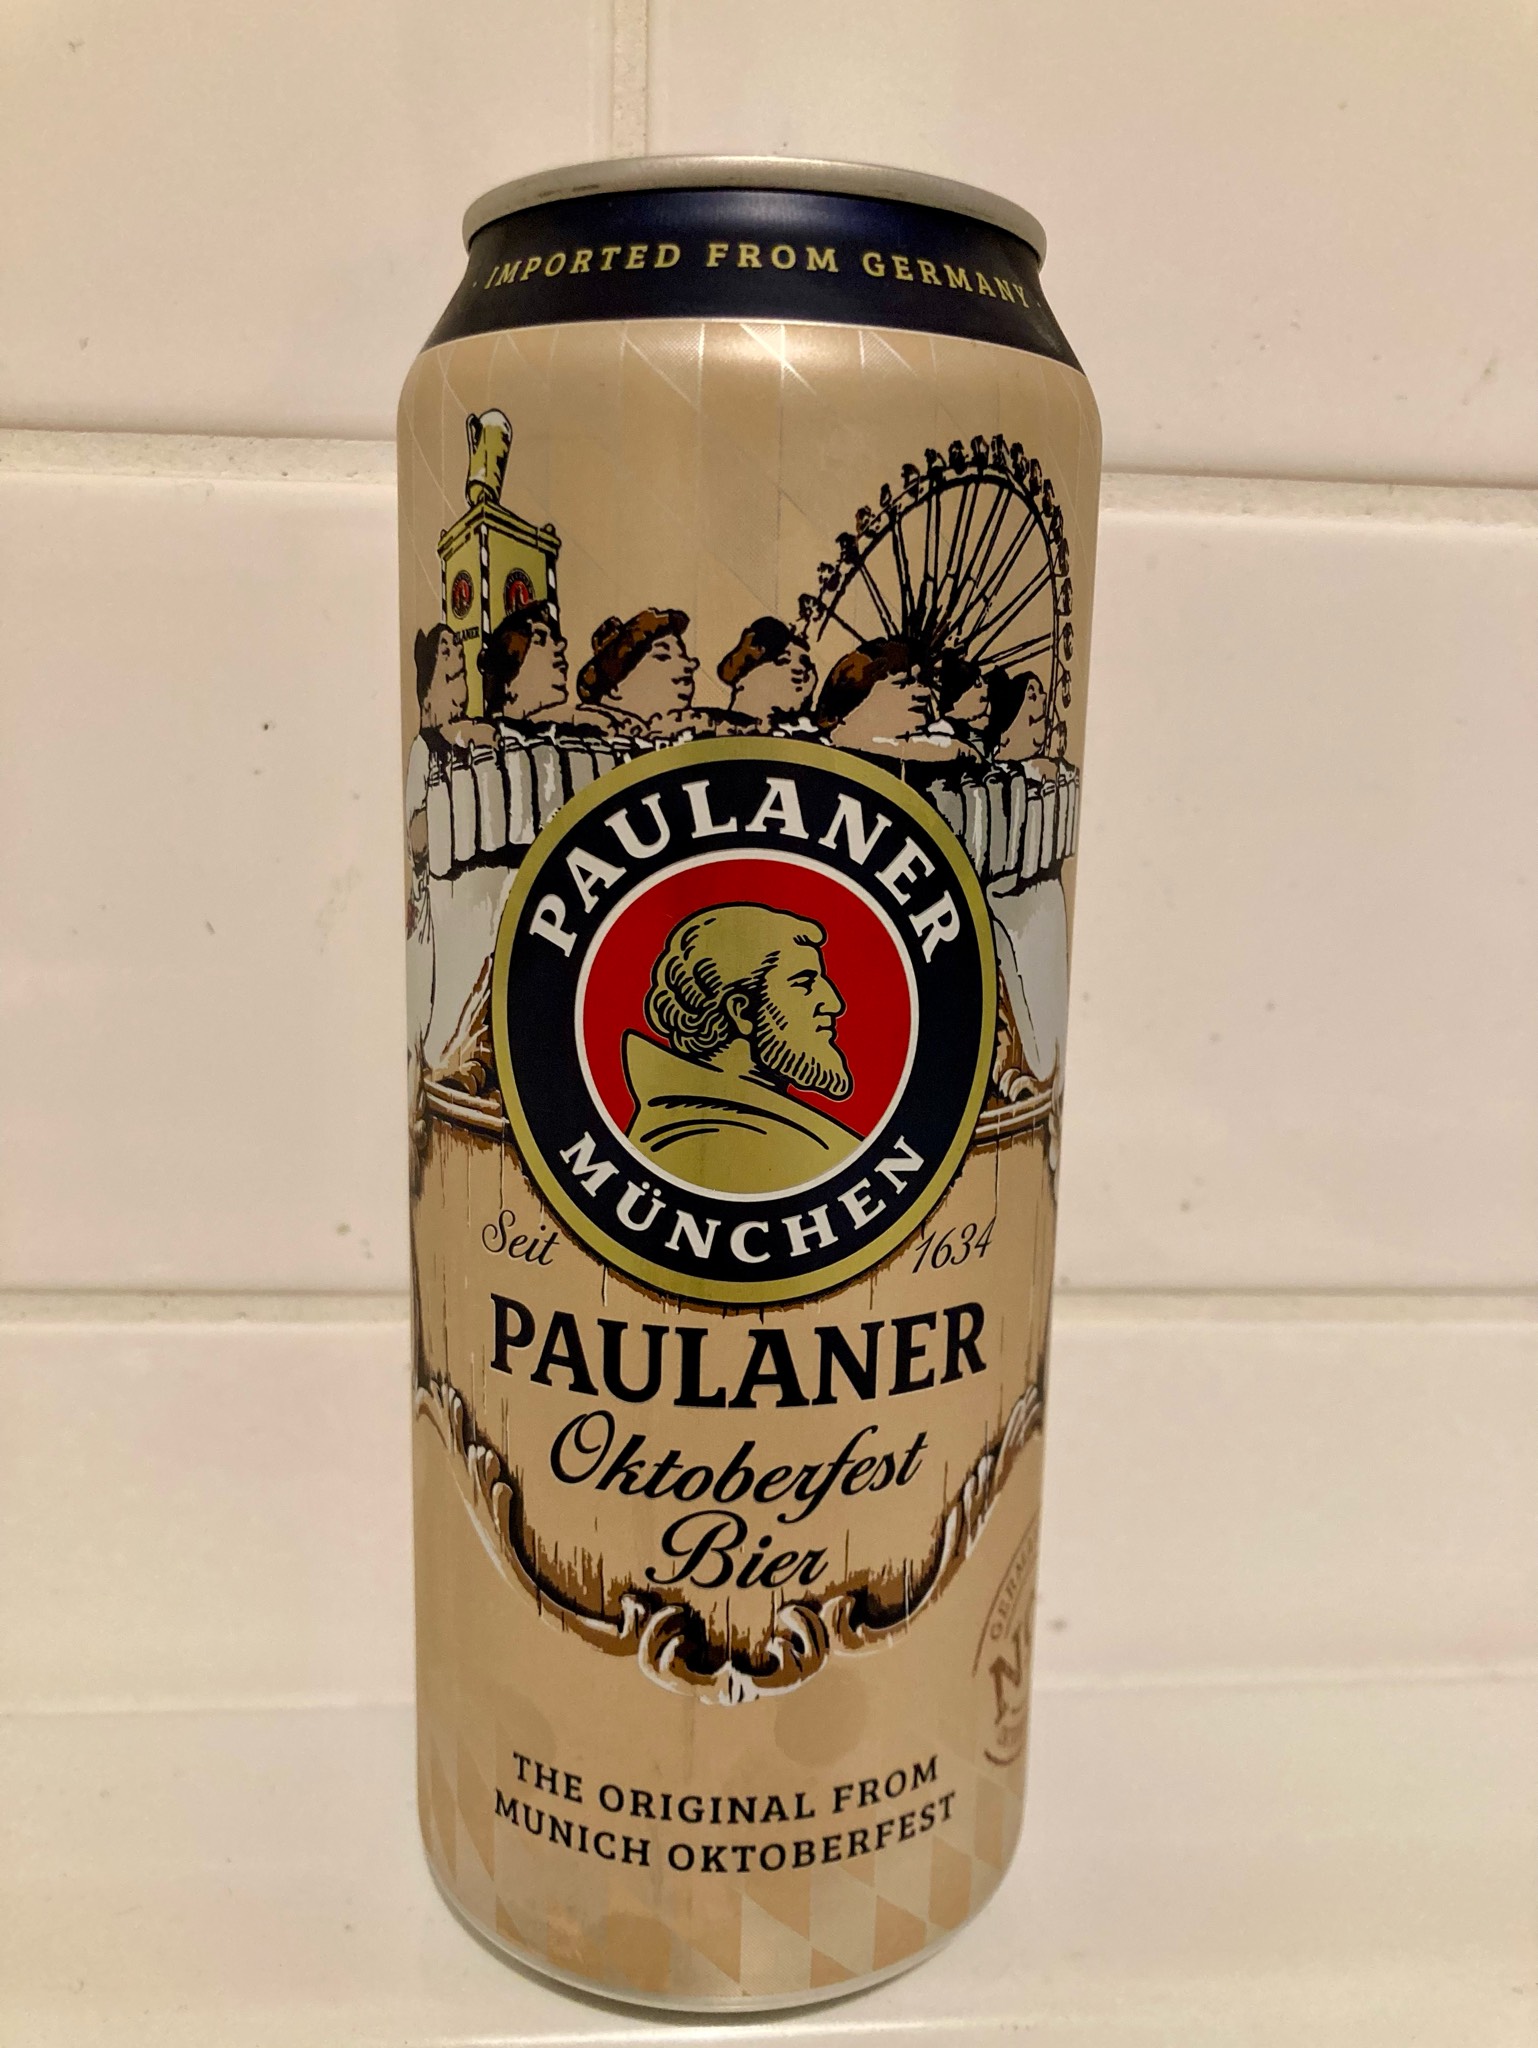 IMPORTED FROM GERMANY
PAULANER
MÜNCHEN
Seit 1634
PAULANER
Oktoberfest
Bier
THE ORIGINAL FROM
MUNICH OKTOBERFEST